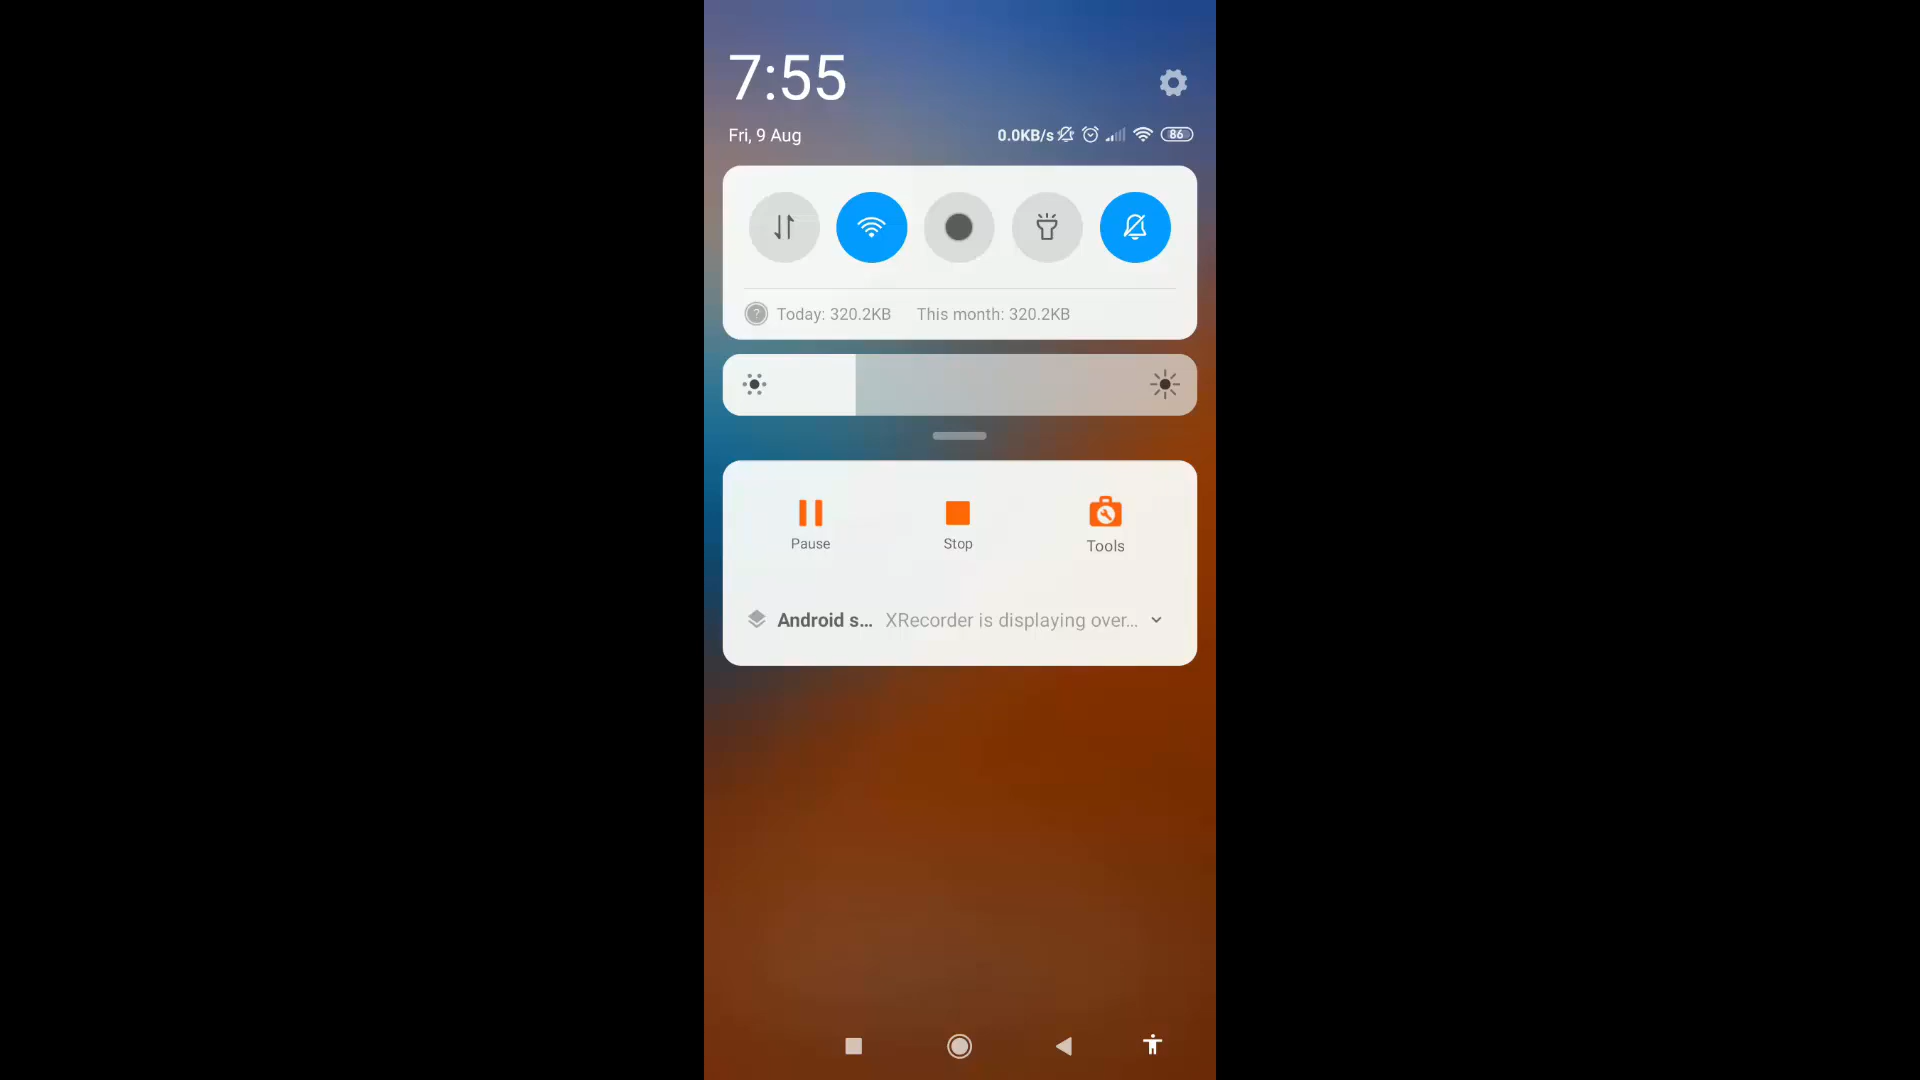 7:55
Fri, 9 Aug
0.0KB/s
86
Today: 320.2KB This month: 320.2KB
Pause
Stop
Tools
Android s... XRecorder is displaying over...